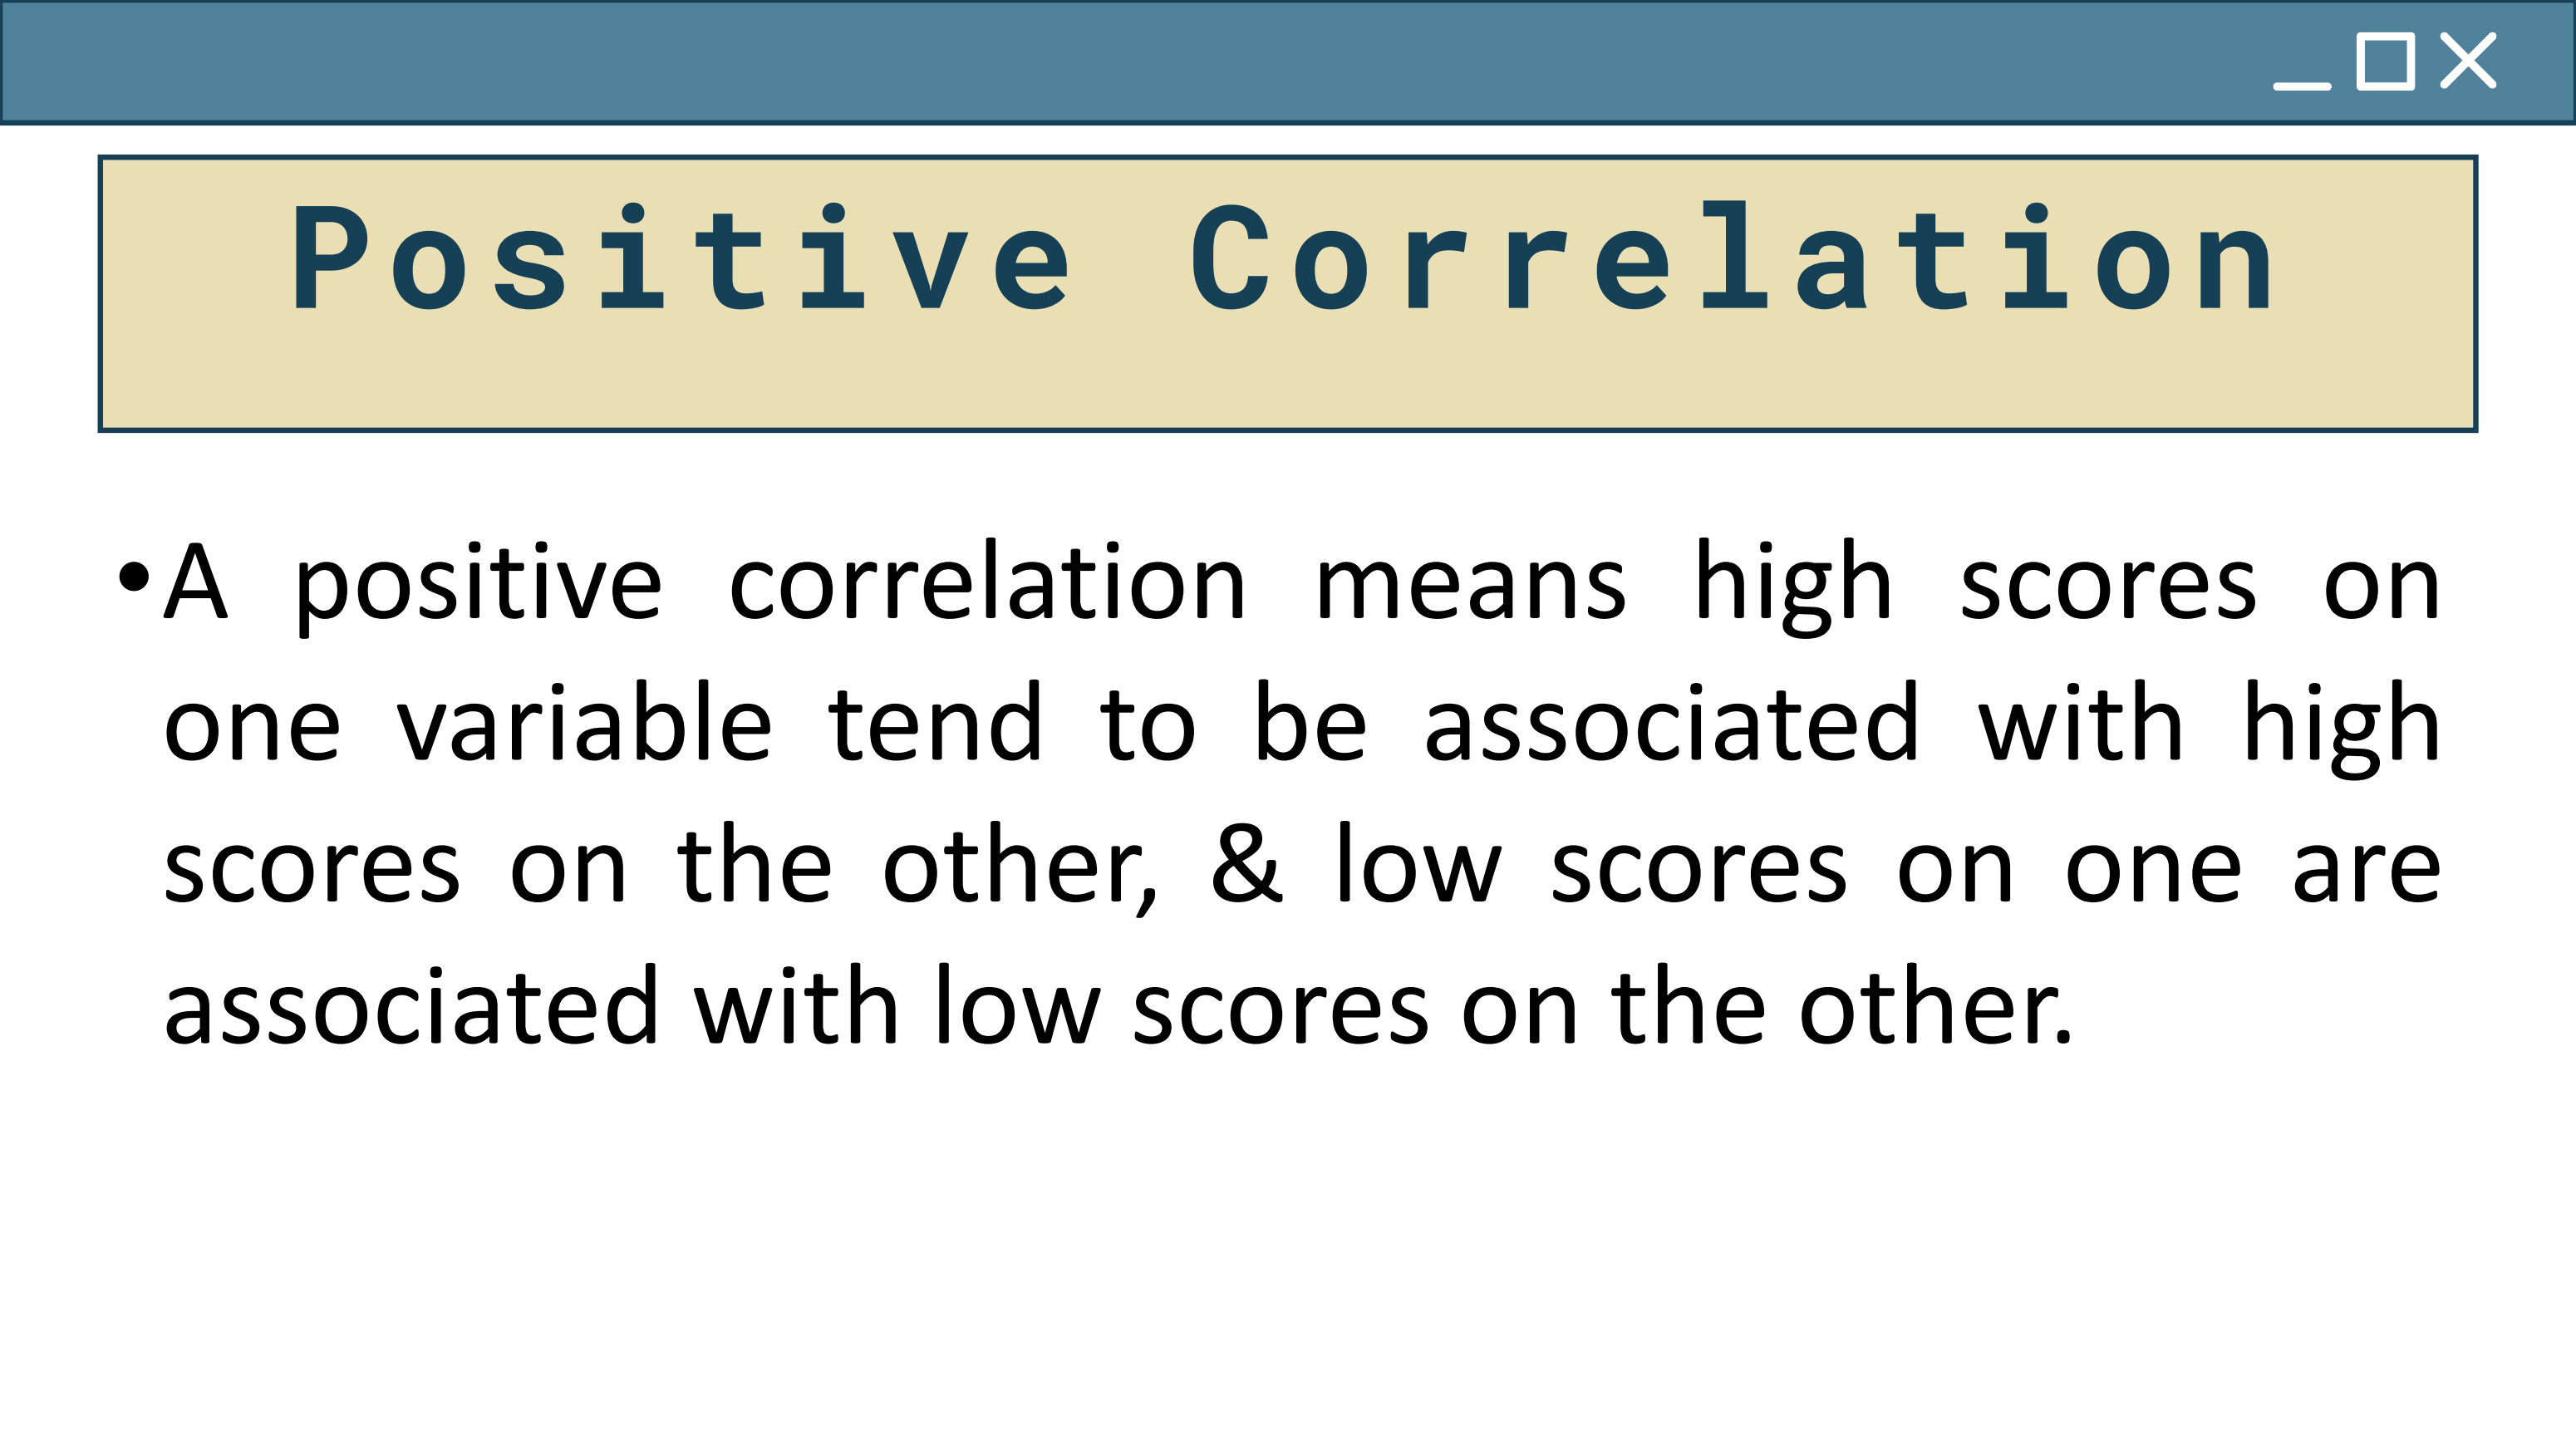 Positive Correlation
•A positive correlation means high scores on
one variable tend to be associated with high
scores on the other, & low scores on one are
associated with low scores on the other.